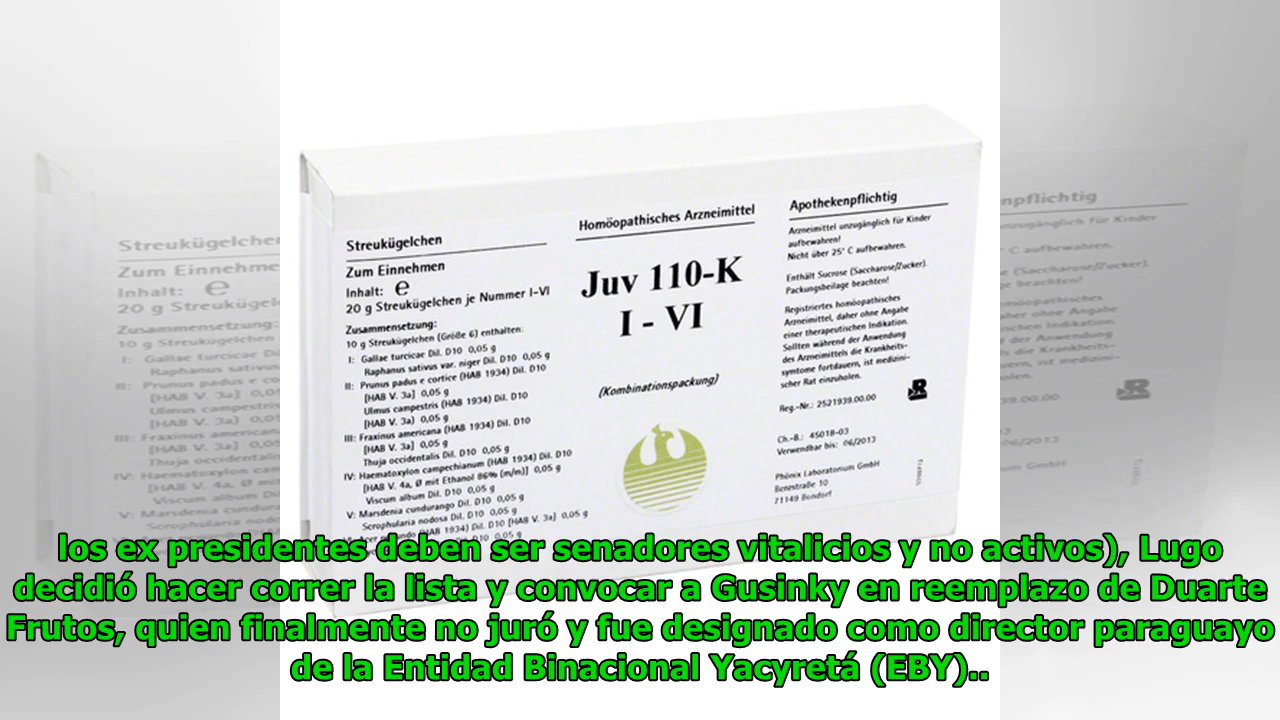 Streukügelchen
Zum Einnehmen
Inhalt: e
20 g Streukügelchen je Nummer I-VI
Zusammensetzung:
10 g Streukügelchen (Größe 6) enthalten:
I: Gallae turcicae Dil. D10 0,05 g
Raphanus sativus var. niger Dil. D10 0,05 g
II: Prunus padus e cortice (HAB 1934) Dil. D10
[HAB V. 3a] 0,05 g
Ulmus campestris (HAB 1934) Dil. D10
(HAB V. 3a) 0,05 g
III: Fraxinus americana (HAB 1934) Dil. D10
[HAB V. 3a] 0,05 g
Thuja occidentalis Dil. D10 0,05 g
IV: Haematoxylon campechianum (HAB 1934) Dil. D10
[HAB V. 4a, Ø mit Ethanol 86% (m/m)] 0,05 g
Viscum album Dil. D10 0,05 g
V: Marsdenia cundurango Dil. D10 0,05 g
Scrophularia nodosa Dil. D10 0,05 g
(HAB 1934) Dil. D10 [HAB V. 3a] 0,05 g
Homöopathisches Arzneimittel
Juv 110-K
I - VI
(Kombinationspackung)
Apothekenpflichtig
Arzneimittel unzugänglich für Kinder
aufbewahren!
Nicht über 25° C aufbewahren.
Enthält Sucrose (Saccharose/Zucker).
Packungsbeilage beachten!
Registriertes homöopathisches
Arzneimittel, daher ohne Angabe
einer therapeutischen Indikation.
Sollten während der Anwendung
des Arzneimittels die Krankheits-
symtome fortdauern, ist medizini-
scher Rat einzuholen.
Reg.-Nr.: 2521939.00.00
Ch.-B.: 45018-03
Verwendbar bis: 06/2013
Phönix Laboratorium GmbH
Benzstraße 10
71149 Bondorf
los ex presidentes deben ser senadores vitalicios y no activos), Lugo
decidió hacer correr la lista y convocar a Gusinky en reemplazo de Duarte
Frutos, quien finalmente no juró y fue designado como director paraguayo
de la Entidad Binacional Yacyretá (EBY)..